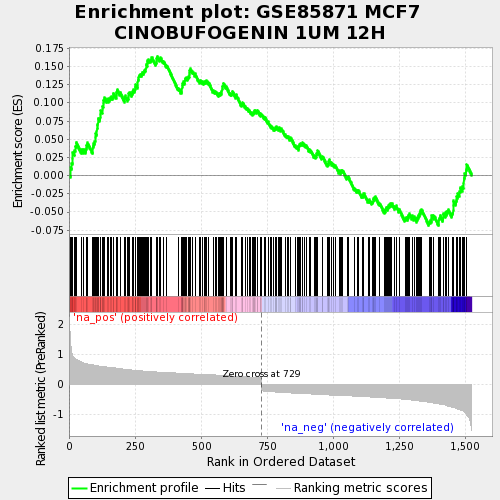 Enrichment plot: GSE85871 MCF7
CINOBUFOGENIN 1UM 12H
Enrichment score (ES)
0.175
0.150
0.125
0.100
0.075
0.050
0.025
0.000
-0.025
-0.050
-0.075
'na_pos' (positively correlated)
Ranked list metric (PreRanked)
2
1
0
-1
Zero cross at 729
'na_neg' (negatively correlated)
0
250
500
750
1,000
1,250
1,500
Rank in Ordered Dataset
Enrichment profile
Hits
Ranking metric scores